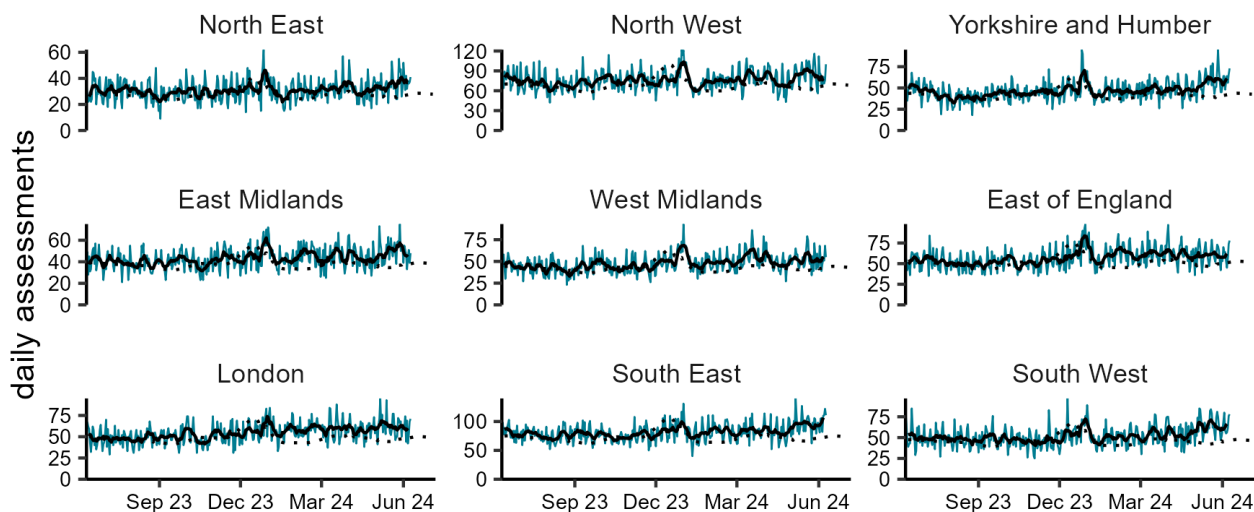 daily assessments
North East
60
40
20
0
North West
120
90
60
30
0
Yorkshire and Humber
75
50
25
0
East Midlands
60
40
20
0
West Midlands
75
50
25
0
East of England
75
50
25
0
London
75
50
25
0
Sep 23 Dec 23 Mar 24 Jun 24
South East
100
50
0
Sep 23 Dec 23 Mar 24 Jun 24
South West
75
50
25
0
Sep 23 Dec 23 Mar 24 Jun 24